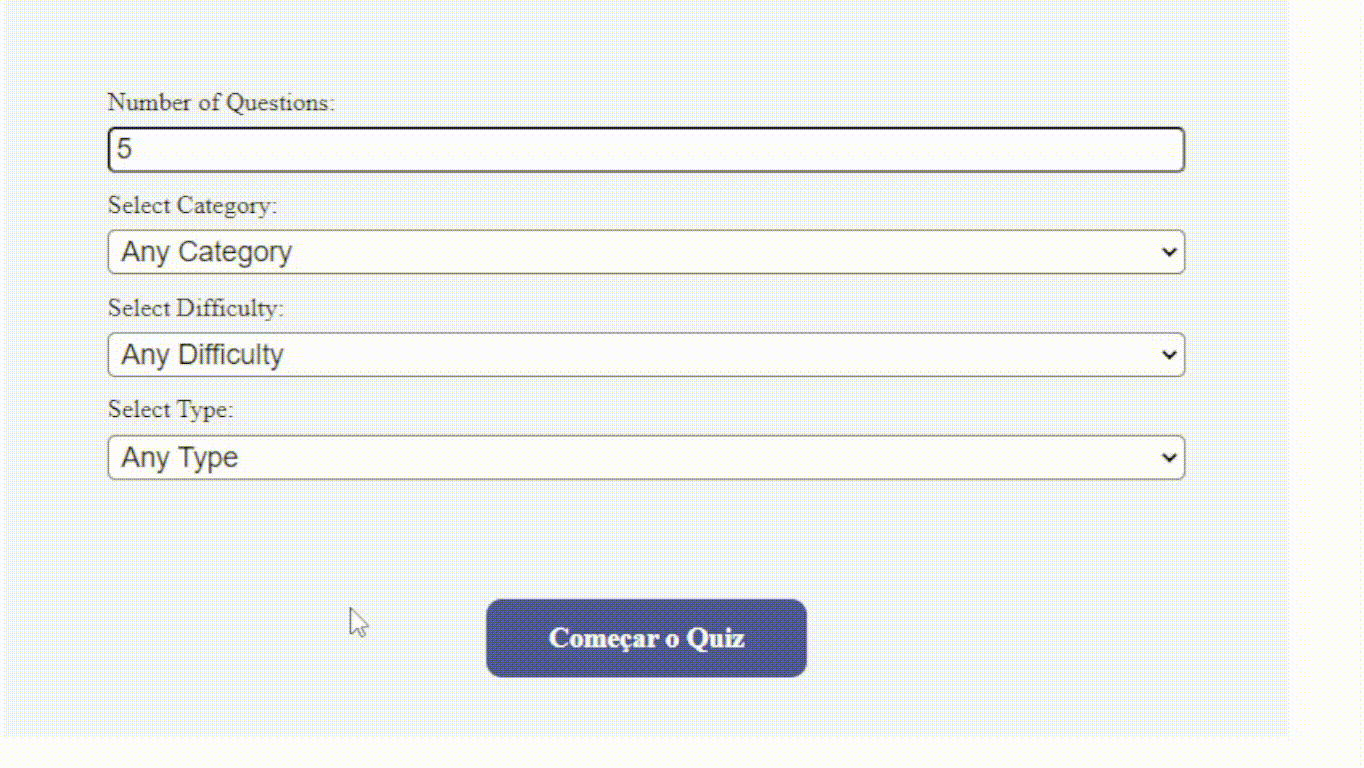 Number of Questions:
5
Select Category:
Any Category
Select Difficulty:
Any Difficulty
Select Type:
Any Type
Começar o Quiz